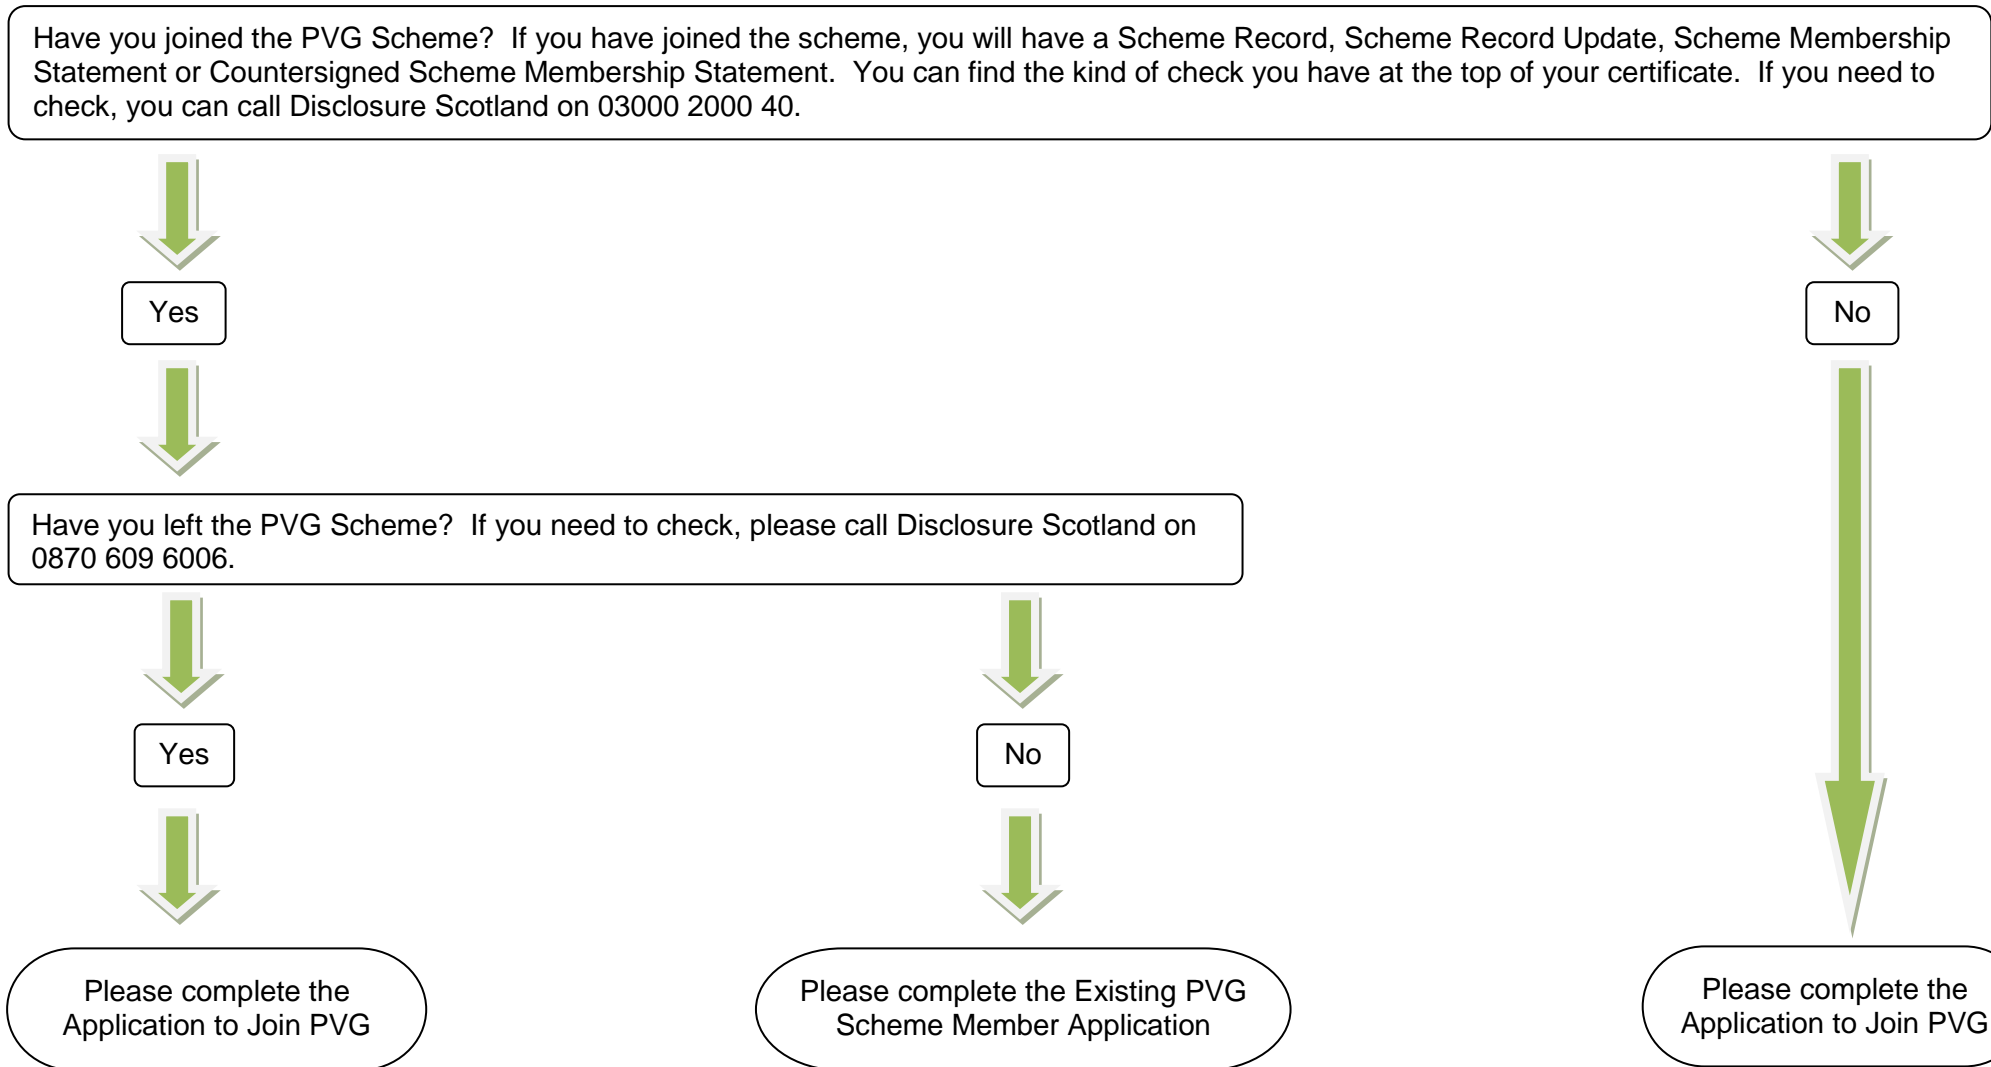 Have you joined the PVG Scheme?  If you have joined the scheme, you will have a Scheme Record, Scheme Record Update, Scheme Membership
Statement or Countersigned Scheme Membership Statement.  You can find the kind of check you have at the top of your certificate.  If you need to
check, you can call Disclosure Scotland on 03000 2000 40.
Yes
No
Have you left the PVG Scheme?  If you need to check, please call Disclosure Scotland on
0870 609 6006.
Yes
No
Please complete the
Application to Join PVG
Please complete the Existing PVG
Scheme Member Application
Please complete the
Application to Join PVG